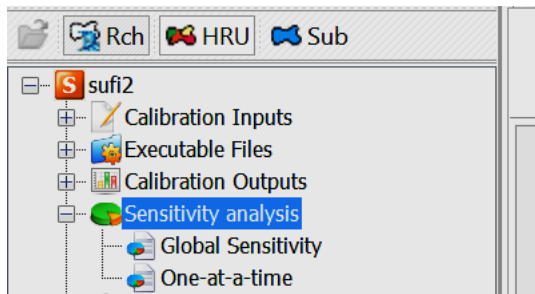 Rch HRU Sub
S sufi2
Calibration Inputs
Executable Files
Calibration Outputs
Sensitivity analysis
Global Sensitivity
One-at-a-time